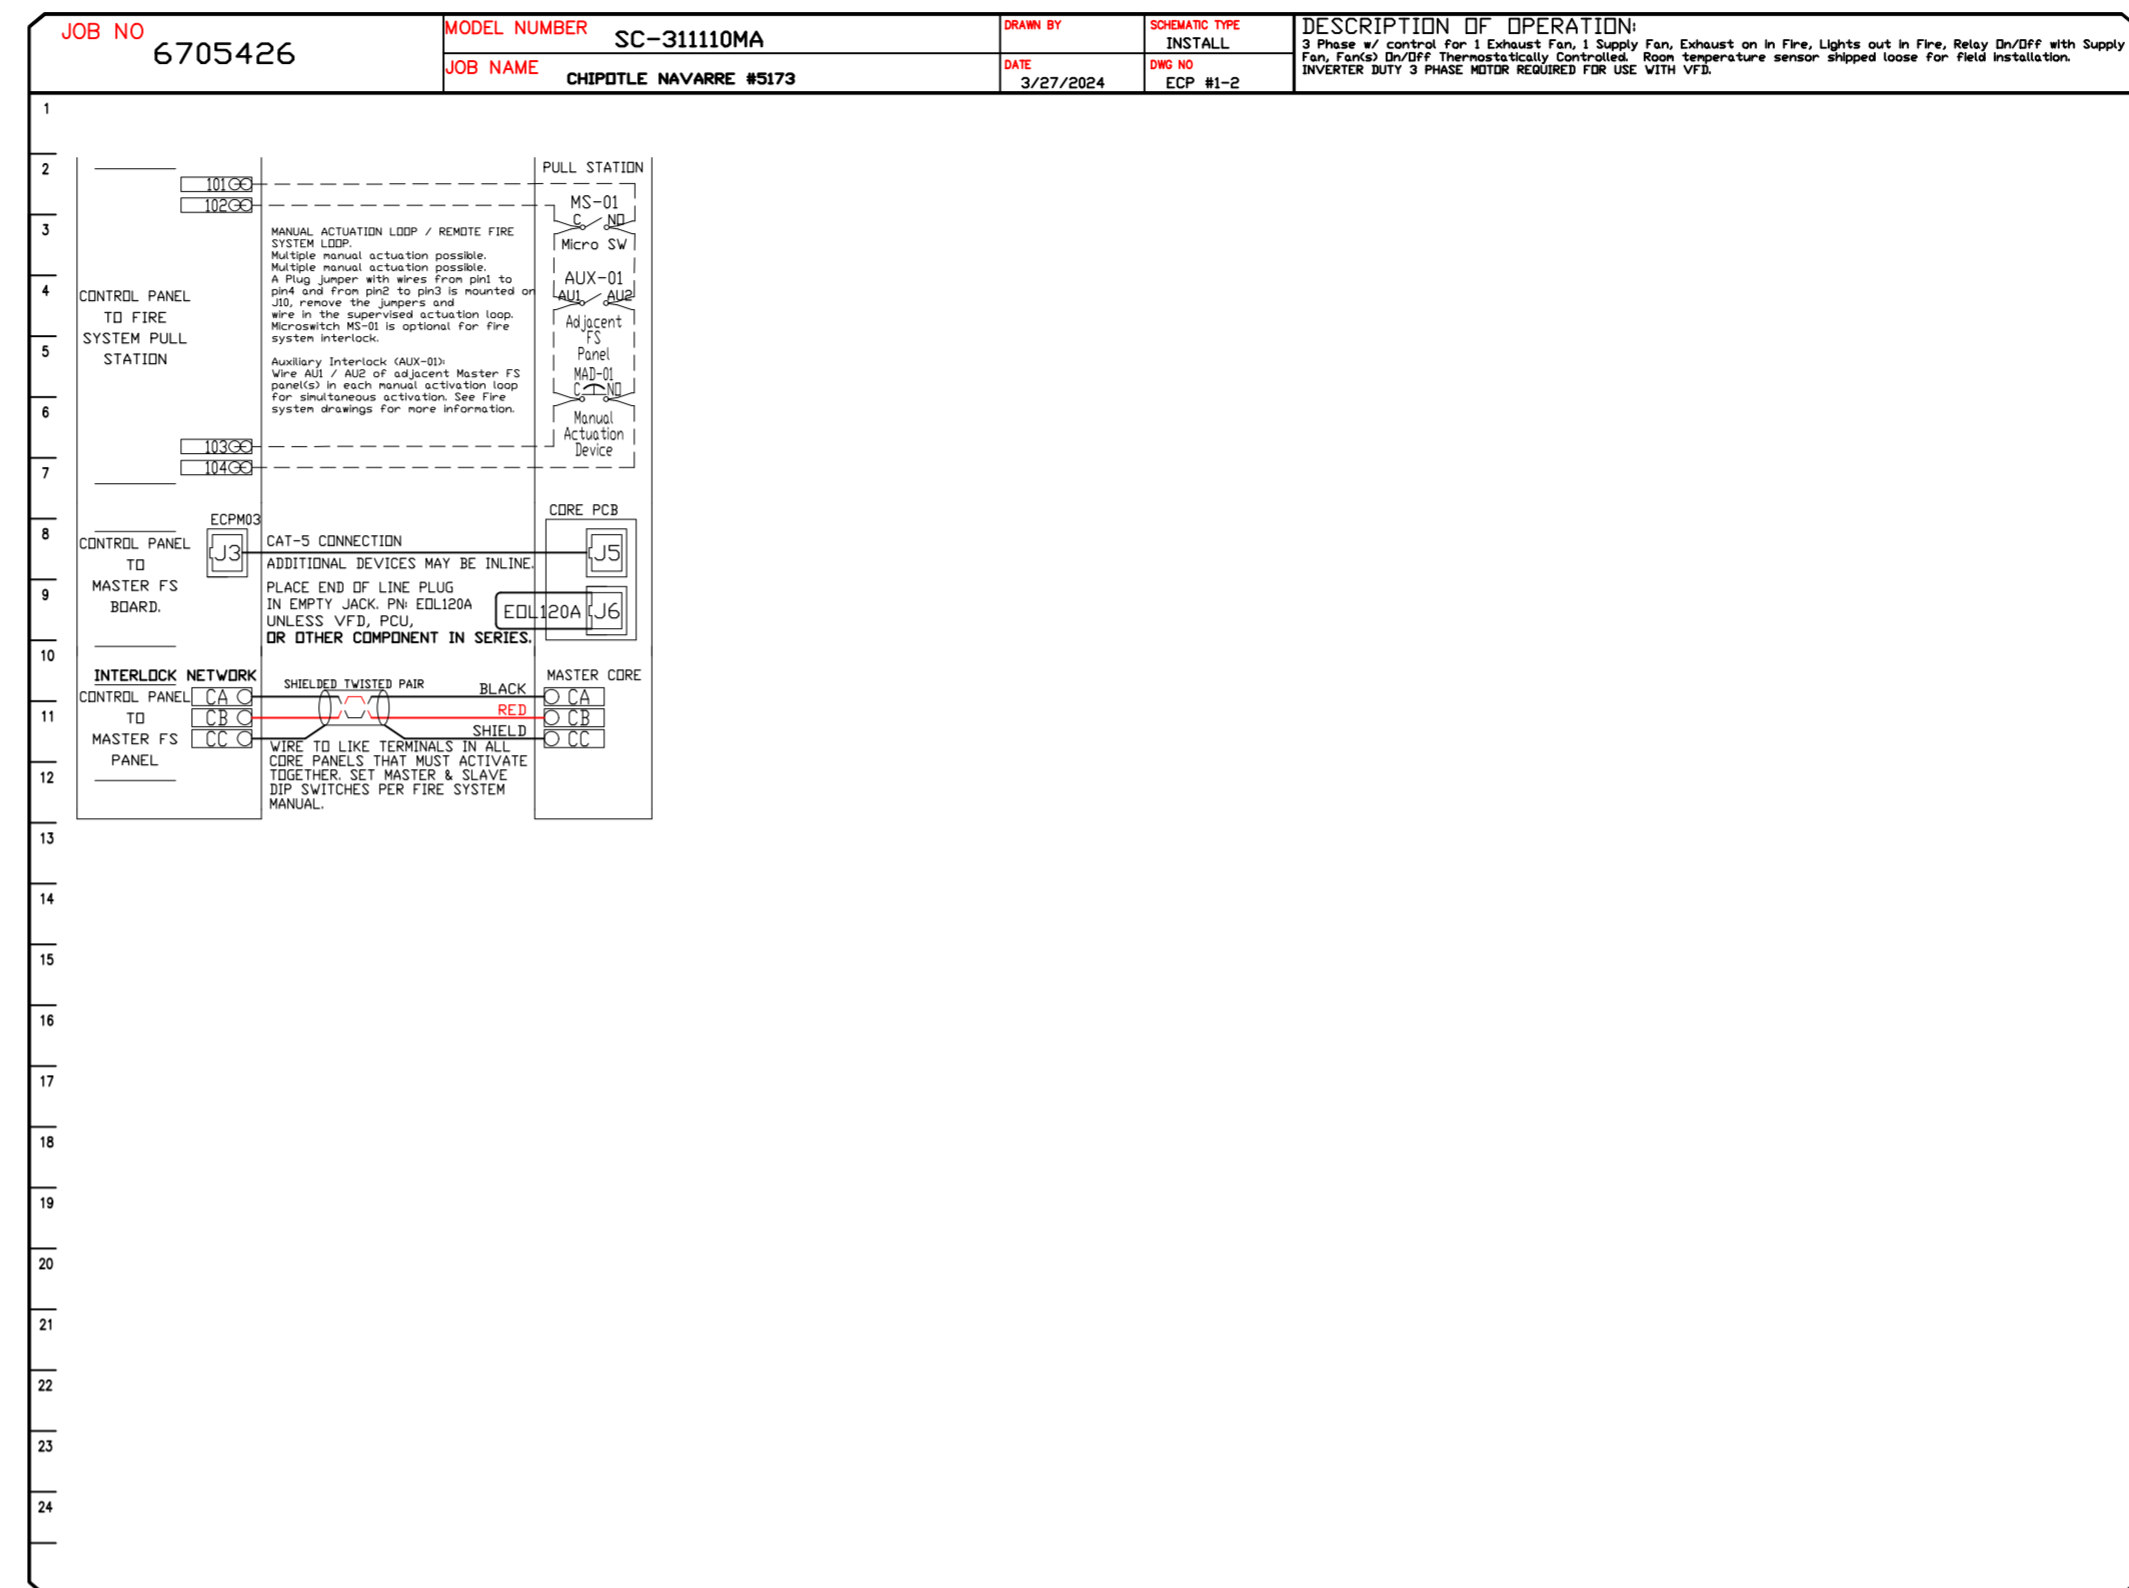 JOB NO
6705426
MODEL NUMBER
SC-311110MA
JOB NAME
CHIPOTLE NAVARRE #5173
DRAWN BY
DATE
3/27/2024
SCHEMATIC TYPE
INSTALL
DWG NO
ECP #1-2
DESCRIPTION OF OPERATION:
3 Phase w/ control for 1 Exhaust Fan, 1 Supply Fan, Exhaust on in Fire, Lights out in Fire, Relay On/Off with Supply
Fan, Fan(s) On/Off Thermostatically Controlled. Room temperature sensor shipped loose for field installation.
INVERTER DUTY 3 PHASE MOTOR REQUIRED FOR USE WITH VFD.
1
2
3
4
5
6
7
8
9
10
11
12
13
14
15
16
17
18
19
20
21
22
23
24
CONTROL PANEL
TO FIRE
SYSTEM PULL
STATION
101
102
103
104
MANUAL ACTUATION LOOP / REMOTE FIRE
SYSTEM LOOP.
Multiple manual actuation possible.
Multiple manual actuation possible.
A Plug jumper with wires from pin1 to
pin4 and from pin2 to pin3 is mounted on
J10, remove the jumpers and
wire in the supervised actuation loop.
Microswitch MS-01 is optional for fire
system interlock.
Auxiliary Interlock (AUX-01):
Wire AU1 / AU2 of adjacent Master FS
panel(s) in each manual activation loop
for simultaneous activation. See Fire
system drawings for more information.
PULL STATION
MS-01
C NO
Micro SW
AUX-01
AU1 AU2
Adjacent
FS
Panel
MAD-01
C NO
Manual
Actuation
Device
CONTROL PANEL
TO
MASTER FS
BOARD.
ECPM03
J3
CAT-5 CONNECTION
ADDITIONAL DEVICES MAY BE INLINE.
PLACE END OF LINE PLUG
IN EMPTY JACK. PN: EOL120A
UNLESS VFD, PCU,
OR OTHER COMPONENT IN SERIES.
CORE PCB
J5
EOL120A
J6
INTERLOCK NETWORK
CONTROL PANEL
TO
MASTER FS
PANEL
CA
CB
CC
SHIELDED TWISTED PAIR
BLACK
RED
SHIELD
MASTER CORE
CA
CB
CC
WIRE TO LIKE TERMINALS IN ALL
CORE PANELS THAT MUST ACTIVATE
TOGETHER. SET MASTER & SLAVE
DIP SWITCHES PER FIRE SYSTEM
MANUAL.